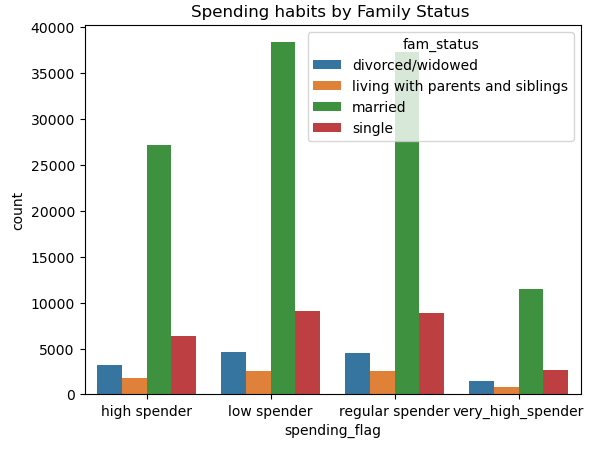 Spending habits by Family Status
40000
35000
30000
25000
20000
15000
10000
5000
0
count
fam_status
divorced/widowed
living with parents and siblings
married
single
high spender
low spender
regular spender
very_high_spender
spending_flag